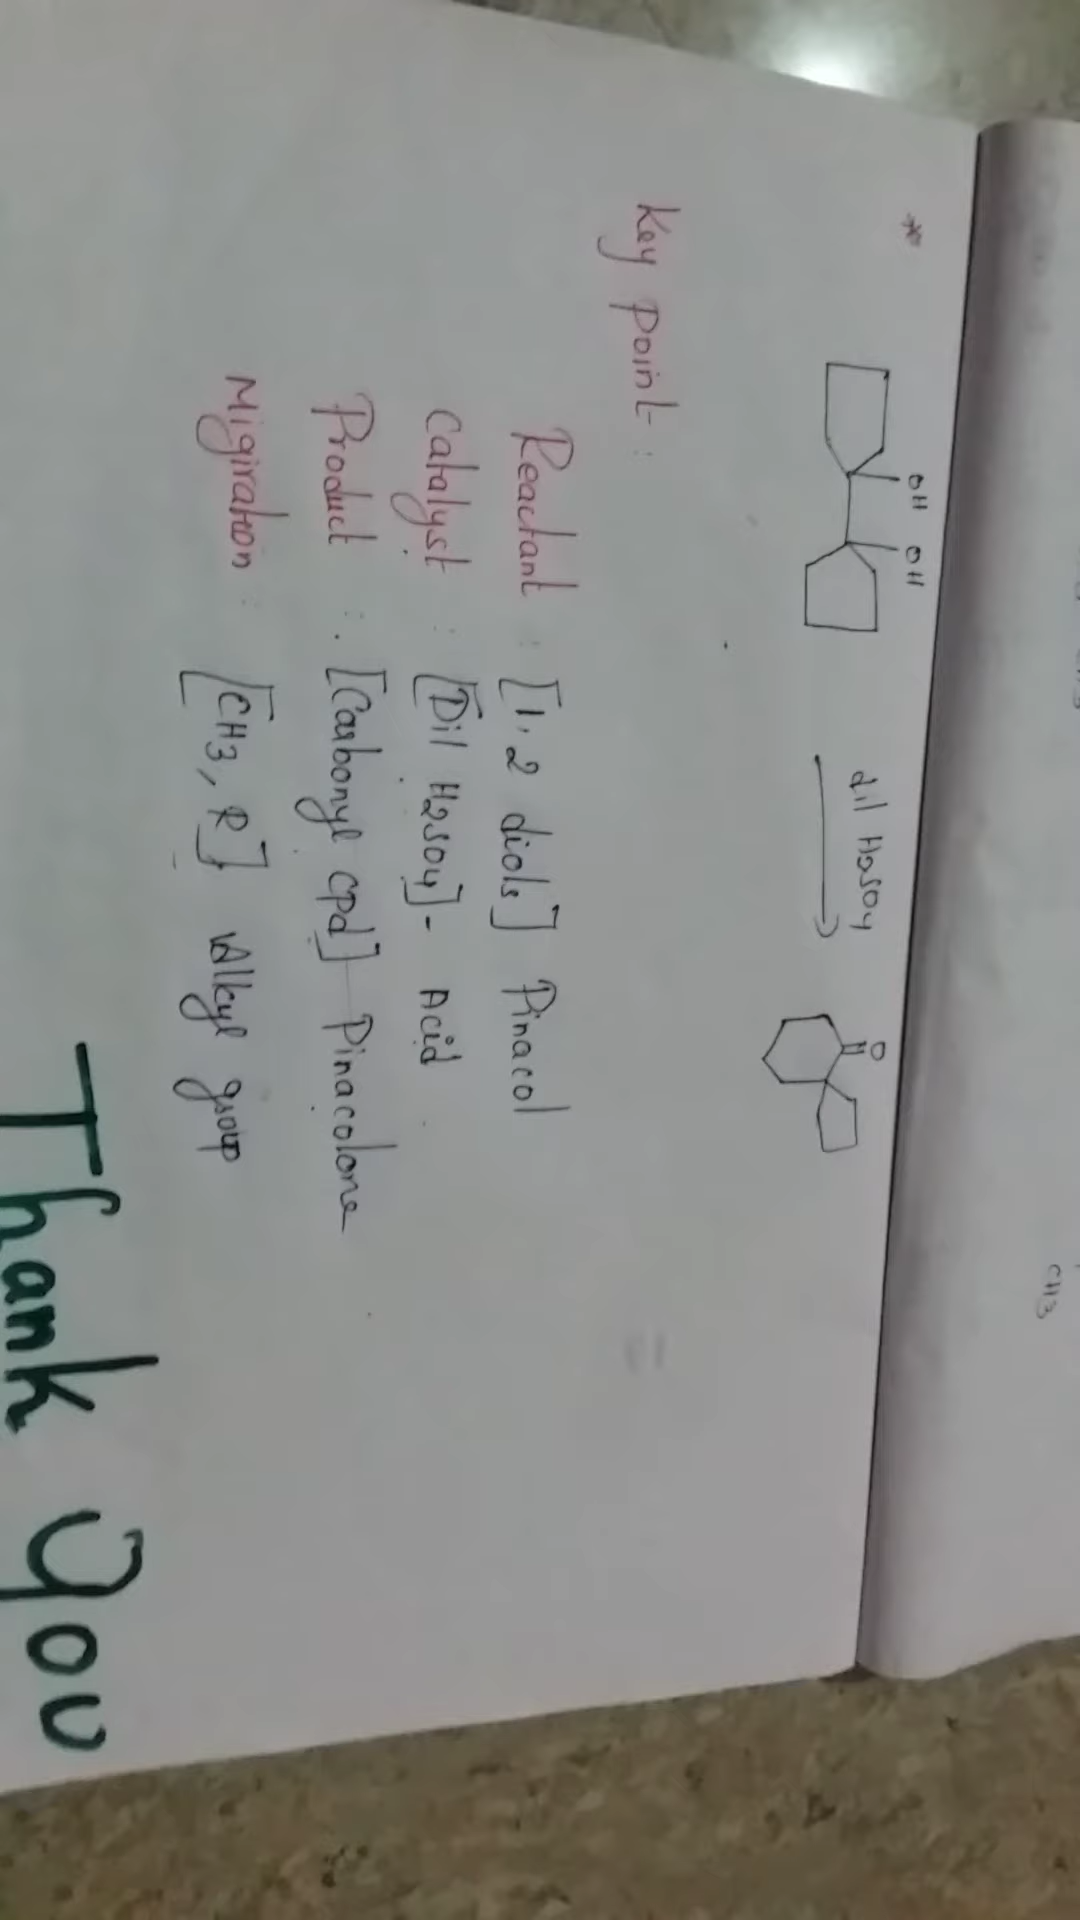 *
OH OH
dil H2SO4
O
Key Point :
Reactant : [1,2 diols] Pinacol
Catalyst : [Dil H2SO4]- Acid
Product : [Carbonyl cpd] - Pinacolone
Migiration : [CH3, R] Alkyl group
Thank You
CH3